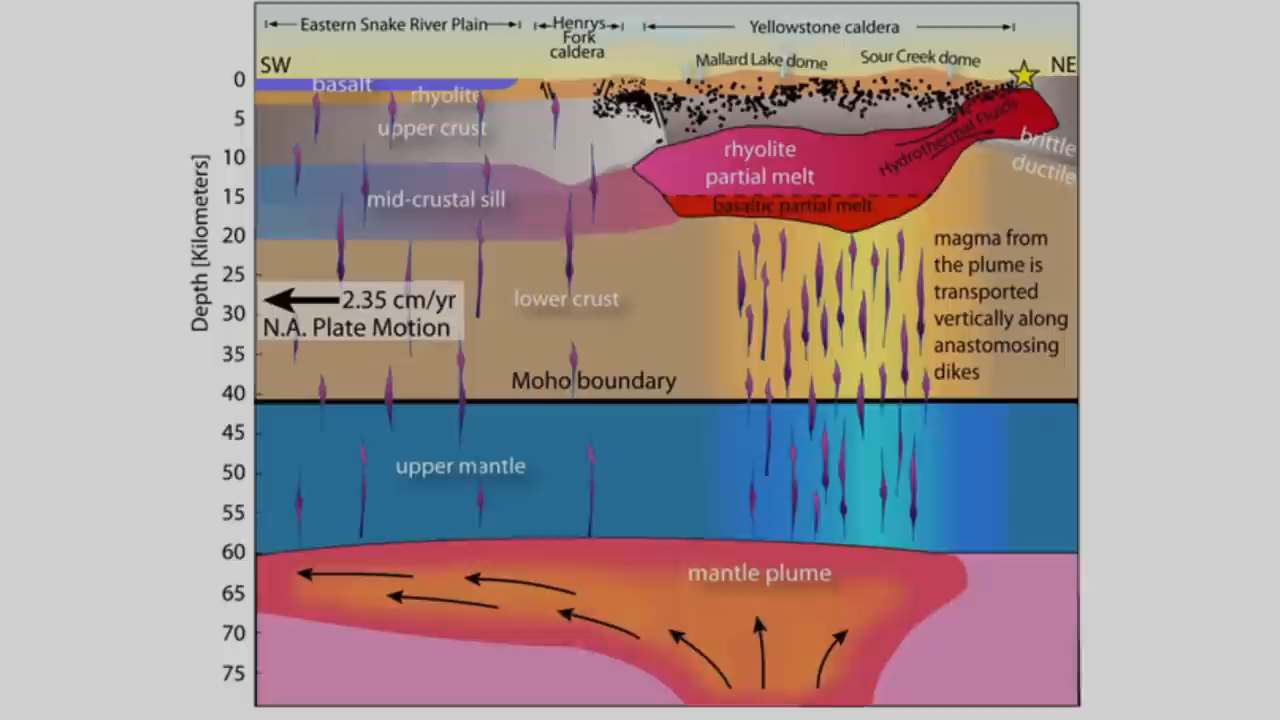 Eastern Snake River Plain
Henrys
Fork
caldera
Yellowstone caldera
SW
Mallard Lake dome
Sour Creek dome
NE
0
5
10
15
20
25
30
35
40
45
50
55
60
65
70
75
Depth [Kilometers]
basalt
rhyolite
upper crust
mid-crustal sill
rhyolite
partial melt
basaltic partial melt
Hydrothermal Fluids
brittle
ductile
magma from
the plume is
transported
vertically along
anastomosing
dikes
2.35 cm/yr
N.A. Plate Motion
lower crust
Moho boundary
upper mantle
mantle plume